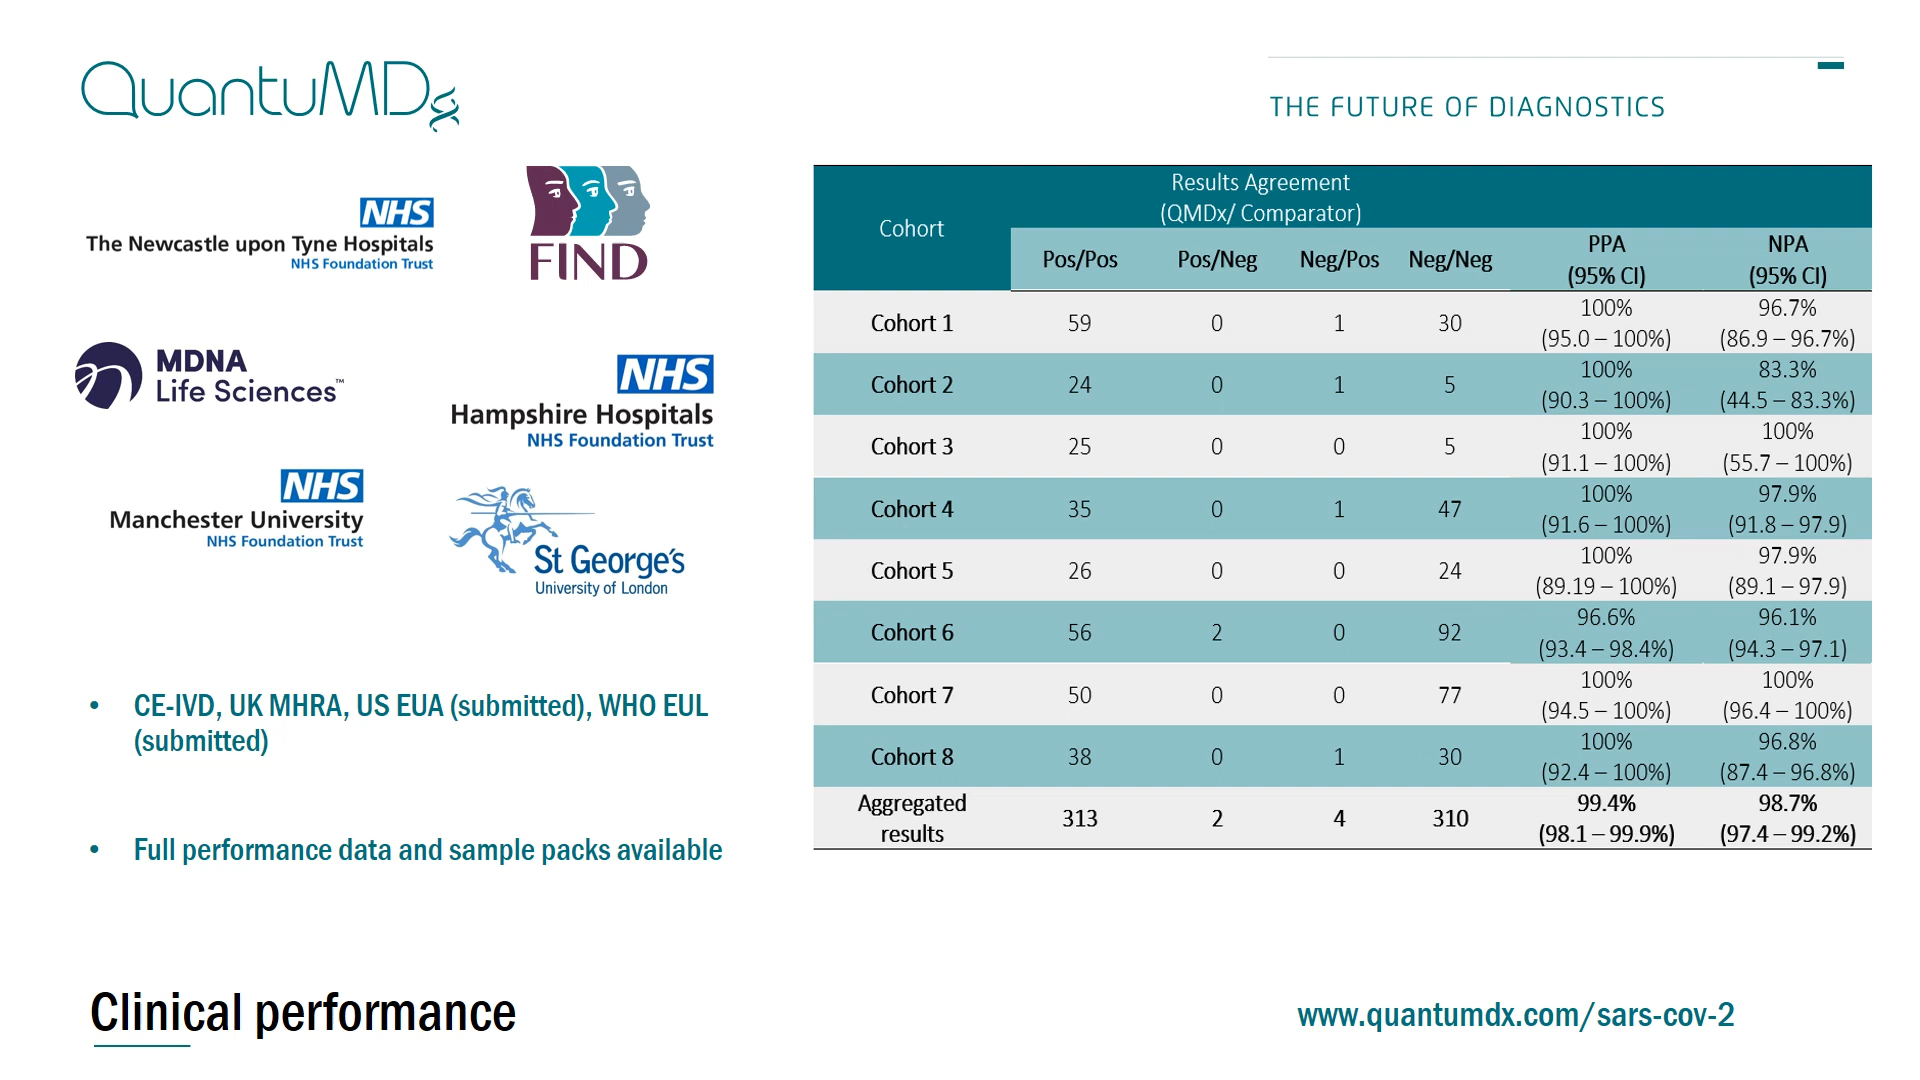 QuantuMDx
THE FUTURE OF DIAGNOSTICS
NHS
The Newcastle upon Tyne Hospitals
NHS Foundation Trust
FIND
MDNA
Life Sciences™
NHS
Hampshire Hospitals
NHS Foundation Trust
NHS
Manchester University
NHS Foundation Trust
St George's
University of London
• CE-IVD, UK MHRA, US EUA (submitted), WHO EUL
(submitted)
• Full performance data and sample packs available
Cohort
Results Agreement
(QMDx/ Comparator)
Pos/Pos Pos/Neg Neg/Pos Neg/Neg PPA (95% CI) NPA (95% CI)
Cohort 1 59 0 1 30 100% (95.0 – 100%) 96.7% (86.9 – 96.7%)
Cohort 2 24 0 1 5 100% (90.3 – 100%) 83.3% (44.5 – 83.3%)
Cohort 3 25 0 0 5 100% (91.1 – 100%) 100% (55.7 – 100%)
Cohort 4 35 0 1 47 100% (91.6 – 100%) 97.9% (91.8 – 97.9)
Cohort 5 26 0 0 24 100% (89.19 – 100%) 97.9% (89.1 – 97.9)
Cohort 6 56 2 0 92 96.6% (93.4 – 98.4%) 96.1% (94.3 – 97.1)
Cohort 7 50 0 0 77 100% (94.5 – 100%) 100% (96.4 – 100%)
Cohort 8 38 0 1 30 100% (92.4 – 100%) 96.8% (87.4 – 96.8%)
Aggregated results 313 2 4 310 99.4% (98.1 – 99.9%) 98.7% (97.4 – 99.2%)
Clinical performance
www.quantumdx.com/sars-cov-2